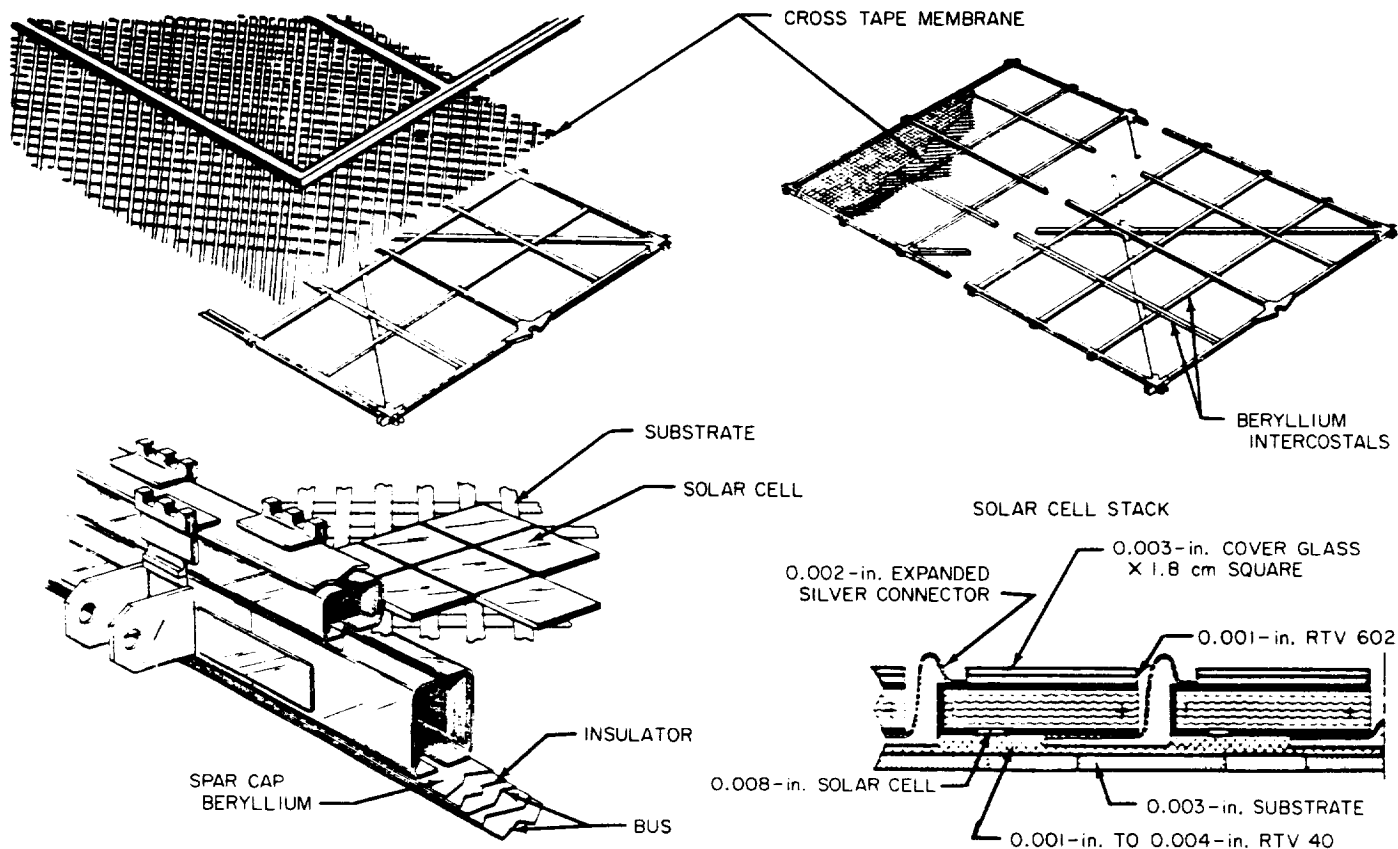 CROSS TAPE MEMBRANE
BERYLLIUM
INTERCOSTALS
SUBSTRATE
SOLAR CELL
INSULATOR
SPAR CAP
BERYLLIUM
BUS
SOLAR CELL STACK
0.003-in. COVER GLASS
× 1.8 cm SQUARE
0.002-in. EXPANDED
SILVER CONNECTOR
0.001-in. RTV 602
0.008-in. SOLAR CELL
0.003-in. SUBSTRATE
0.001-in. TO 0.004-in. RTV 40